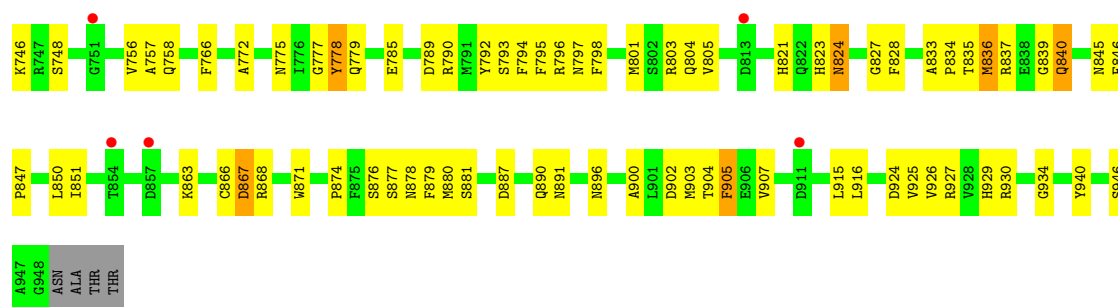 K746 R747 S748 G751 V756 A757 Q758 F766 A772 N775 I776 G777 Y778 Q779 E785 D789 R790 M791 Y792 S793 F794 F795 R796 N797 F798 M801 S802 R803 Q804 V805 D813 H821 Q822 H823 N824 G827 F828 A833 P834 T835 M836 R837 E838 G839 Q840 N845
P847 L850 I851 T854 D857 K863 C866 D867 R868 W871 P874 F875 S876 S877 N878 F879 M880 S881 D887 Q890 N891 N896 A900 L901 D902 M903 T904 F905 E906 V907 D911 L915 L916 D924 V925 V926 R927 V928 H929 R930 G934 Y940
A947 G948 ASN ALA THR THR